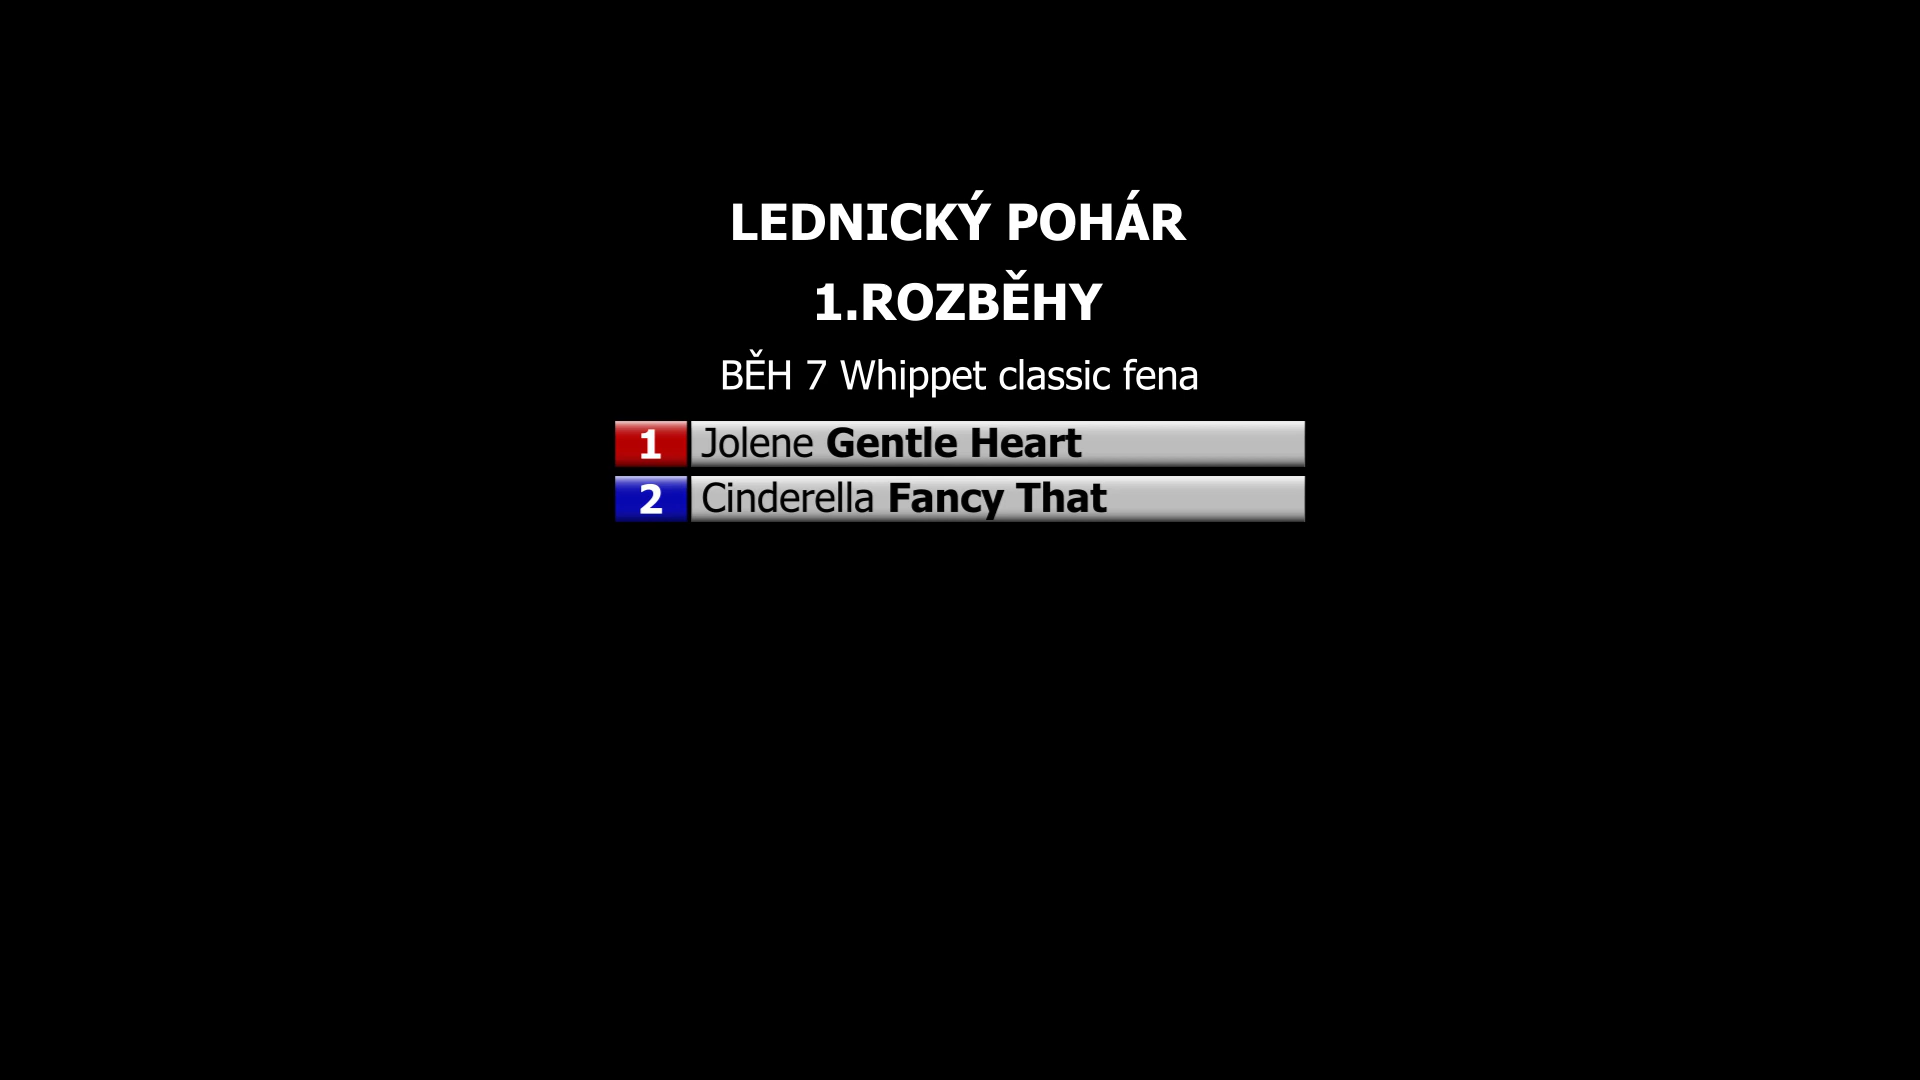 LEDNICKÝ POHÁR
1.ROZBĚHY
BĚH 7 Whippet classic fena
1 Jolene Gentle Heart
2 Cinderella Fancy That